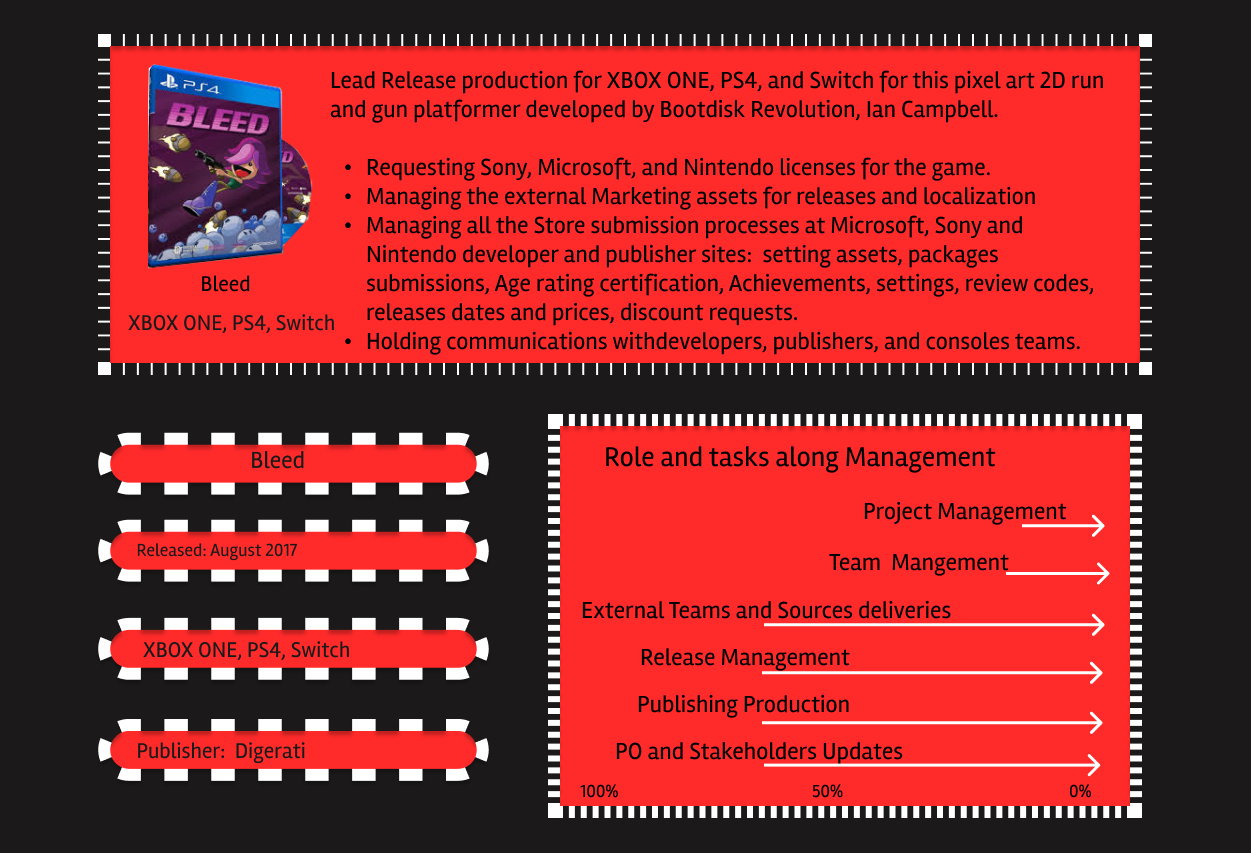 Lead Release production for XBOX ONE, PS4, and Switch for this pixel art 2D run
and gun platformer developed by Bootdisk Revolution, Ian Campbell.
• Requesting Sony, Microsoft, and Nintendo licenses for the game.
• Managing the external Marketing assets for releases and localization
• Managing all the Store submission processes at Microsoft, Sony and
Nintendo developer and publisher sites:  setting assets, packages
submissions, Age rating certification, Achievements, settings, review codes,
releases dates and prices, discount requests.
• Holding communications withdevelopers, publishers, and consoles teams.
PS4
BLEED
Bleed
XBOX ONE, PS4, Switch
Bleed
Released: August 2017
XBOX ONE, PS4, Switch
Publisher:  Digerati
Role and tasks along Management
Project Management
Team  Mangement
External Teams and Sources deliveries
Release Management
Publishing Production
PO and Stakeholders Updates
100% 50% 0%